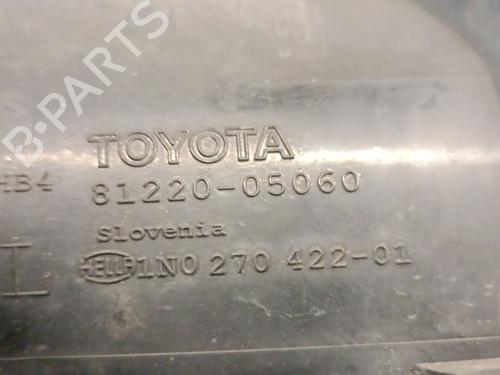 B-PARTS
TOYOTA
HB4
81220-05060
Slovenia
L
HELLA 1N0 270 422-01